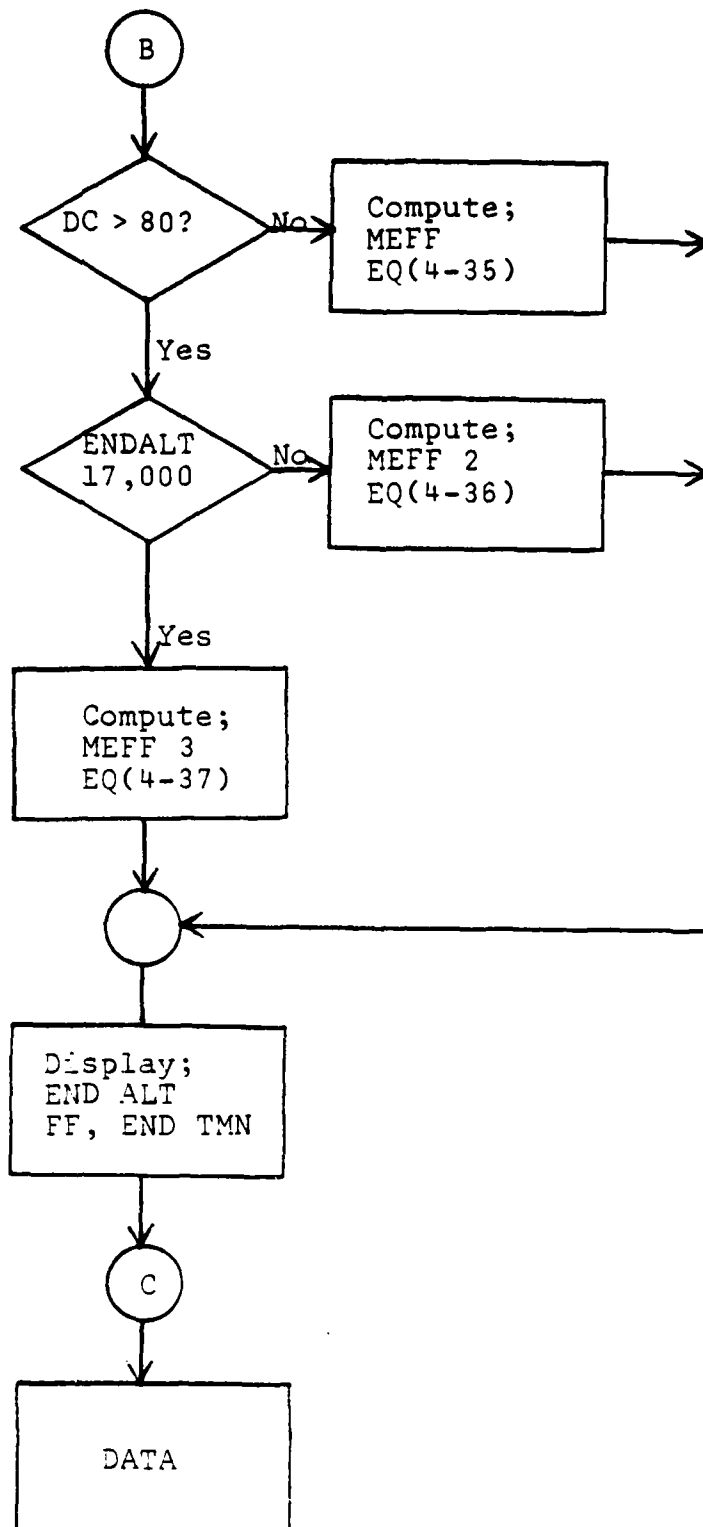 B
DC > 80?
No
Compute;
MEFF
EQ(4-35)
Yes
ENDALT
17,000
No
Compute;
MEFF 2
EQ(4-36)
Yes
Compute;
MEFF 3
EQ(4-37)
Display;
END ALT
FF, END TMN
C
DATA